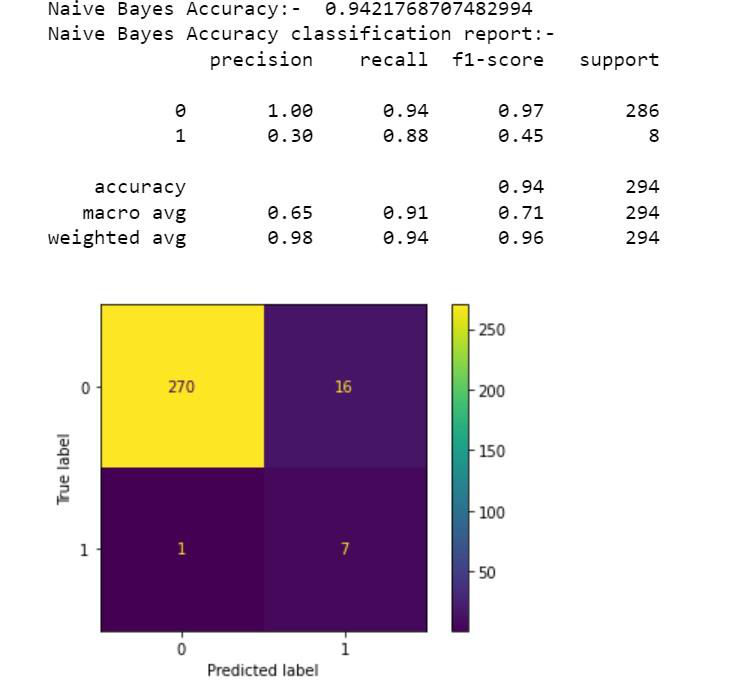 Naive Bayes Accuracy:-  0.9421768707482994
Naive Bayes Accuracy classification report:-
precision recall f1-score support
0 1.00 0.94 0.97 286
1 0.30 0.88 0.45 8
accuracy 0.94 294
macro avg 0.65 0.91 0.71 294
weighted avg 0.98 0.94 0.96 294
250
0 270 16
200
True label
150
100
1 1 7
50
0 1
Predicted label